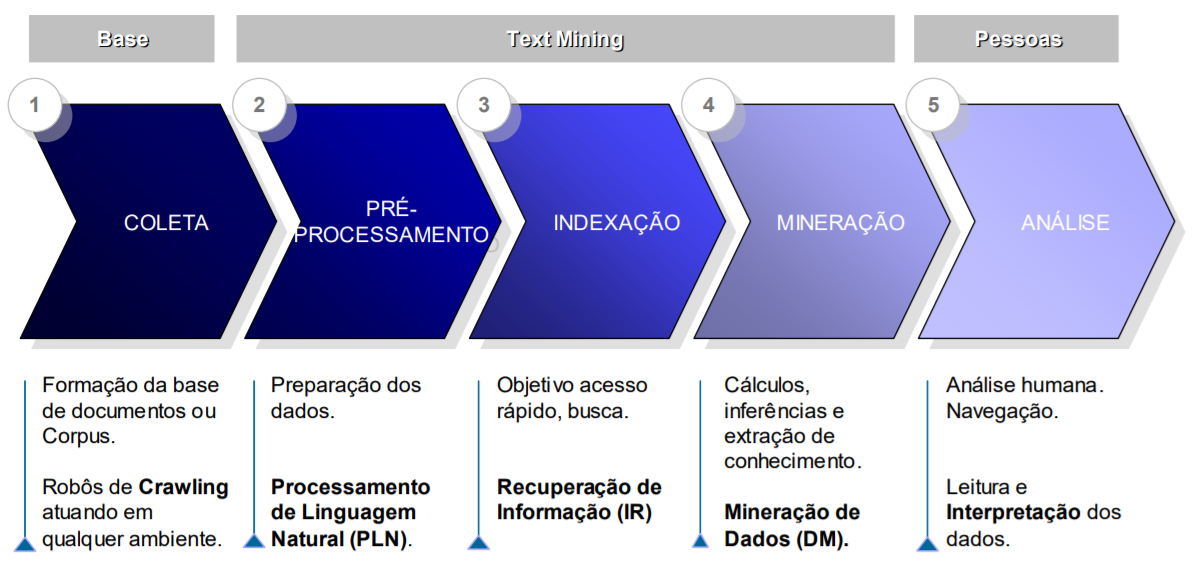 Base
Text Mining
Pessoas
1
2
3
4
5
COLETA
PRÉ-
PROCESSAMENTO
INDEXAÇÃO
MINERAÇÃO
ANÁLISE
Formação da base
de documentos ou
Corpus.
Robôs de Crawling
atuando em
qualquer ambiente.
Preparação dos
dados.
Processamento
de Linguagem
Natural (PLN).
Objetivo acesso
rápido, busca.
Recuperação de
Informação (IR)
Cálculos,
inferências e
extração de
conhecimento.
Mineração de
Dados (DM).
Análise humana.
Navegação.
Leitura e
Interpretação dos
dados.